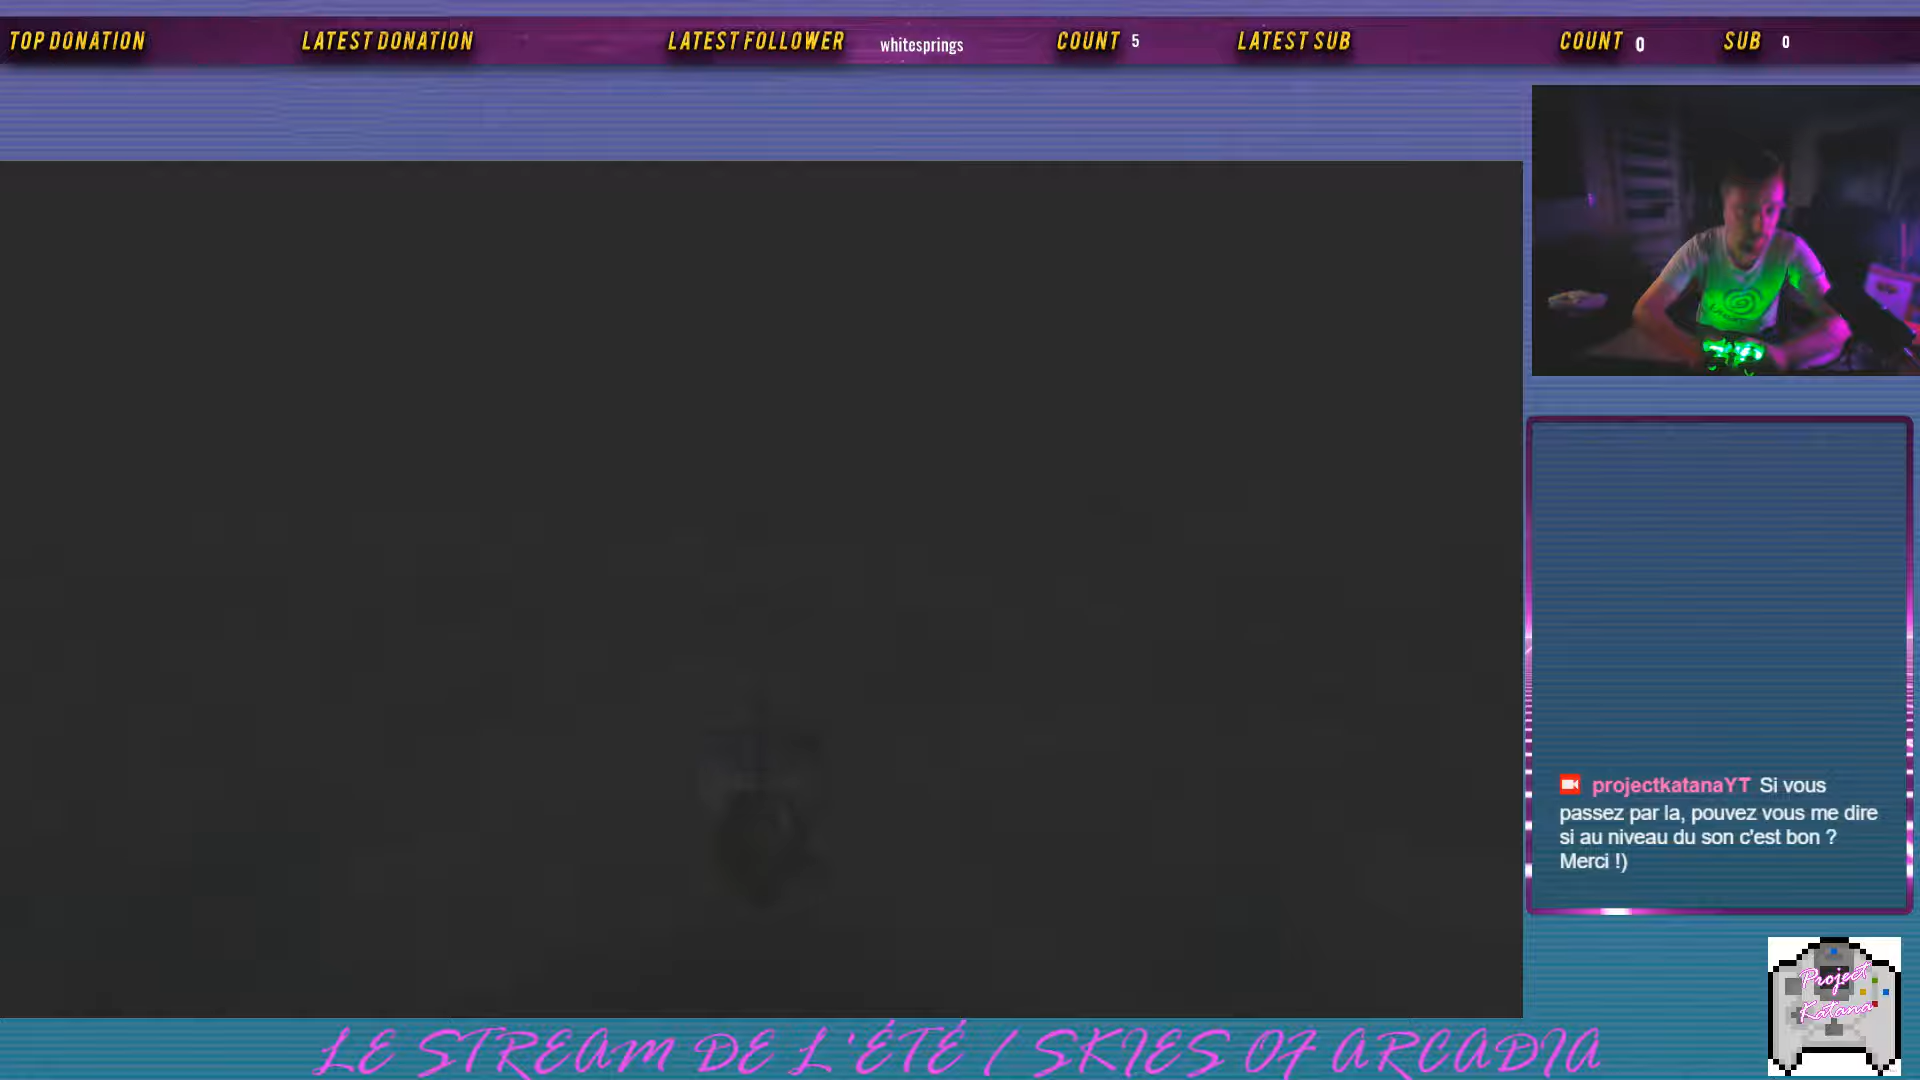 TOP DONATION LATEST DONATION LATEST FOLLOWER whitesprings COUNT 5 LATEST SUB COUNT 0 SUB 0
projectkatanaYT Si vous
passez par la, pouvez vous me dire
si au niveau du son c'est bon ?
Merci !)
Project
Katana
LE STREAM DE L'ÉTÉ / SKIES OF ARCADIA